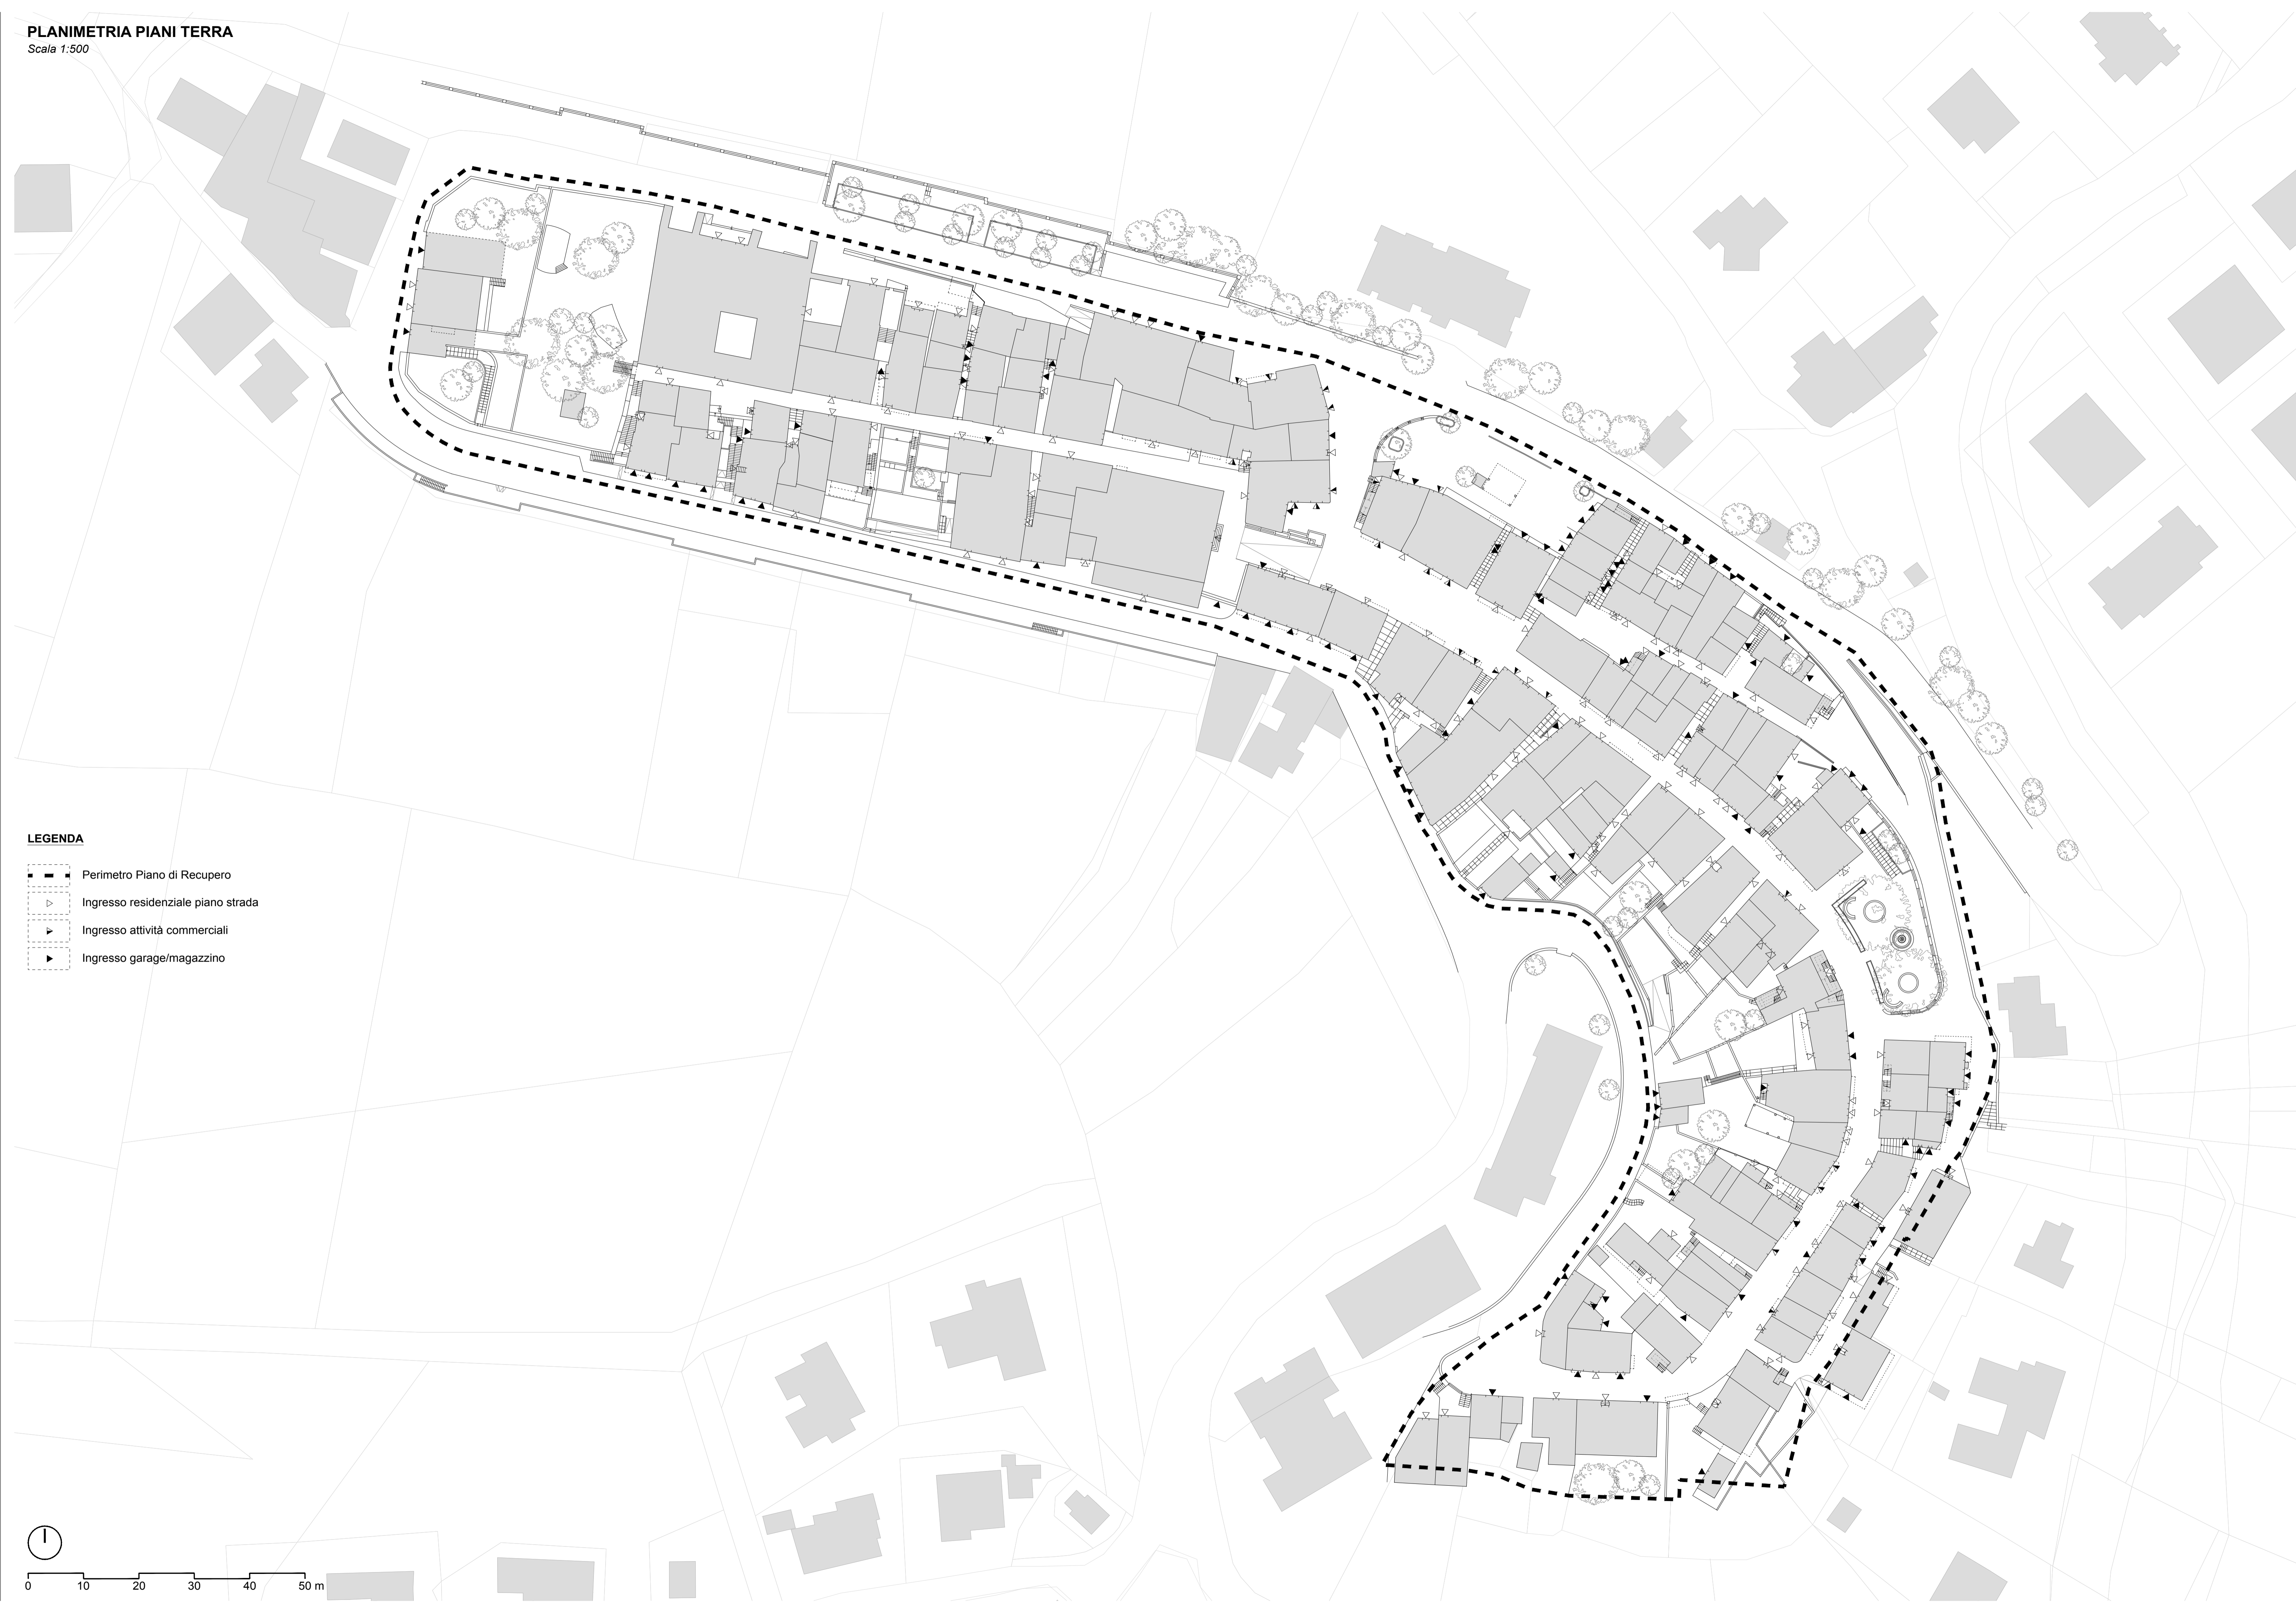 PLANIMETRIA PIANI TERRA
Scala 1:500
LEGENDA
Perimetro Piano di Recupero
Ingresso residenziale piano strada
Ingresso attività commerciali
Ingresso garage/magazzino
0 10 20 30 40 50 m